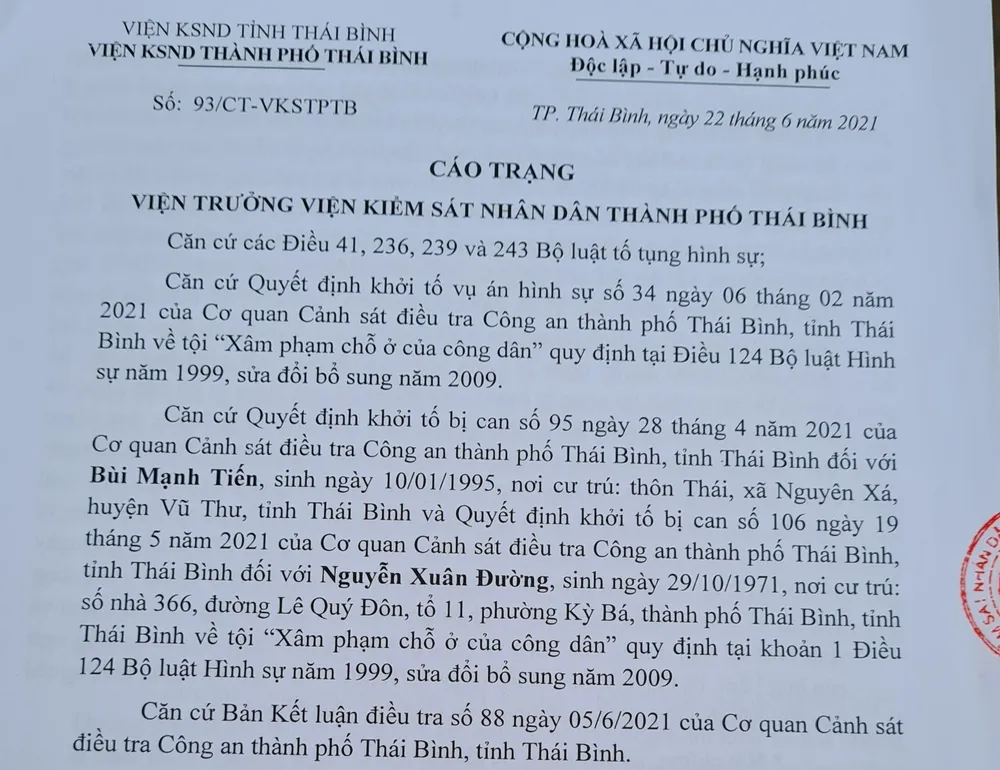 VIỆN KSND TỈNH THÁI BÌNH
VIỆN KSND THÀNH PHỐ THÁI BÌNH
Số: 93/CT-VKSTPTB
CỘNG HOÀ XÃ HỘI CHỦ NGHĨA VIỆT NAM
Độc lập - Tự do - Hạnh phúc
TP. Thái Bình, ngày 22 tháng 6 năm 2021
CÁO TRẠNG
VIỆN TRƯỞNG VIỆN KIỂM SÁT NHÂN DÂN THÀNH PHỐ THÁI BÌNH
Căn cứ các Điều 41, 236, 239 và 243 Bộ luật tố tụng hình sự;
Căn cứ Quyết định khởi tố vụ án hình sự số 34 ngày 06 tháng 02 năm
2021 của Cơ quan Cảnh sát điều tra Công an thành phố Thái Bình, tỉnh Thái
Bình về tội “Xâm phạm chỗ ở của công dân” quy định tại Điều 124 Bộ luật Hình
sự năm 1999, sửa đổi bổ sung năm 2009.
Căn cứ Quyết định khởi tố bị can số 95 ngày 28 tháng 4 năm 2021 của
Cơ quan Cảnh sát điều tra Công an thành phố Thái Bình, tỉnh Thái Bình đối với
Bùi Mạnh Tiến, sinh ngày 10/01/1995, nơi cư trú: thôn Thái, xã Nguyên Xá,
huyện Vũ Thư, tỉnh Thái Bình và Quyết định khởi tố bị can số 106 ngày 19
tháng 5 năm 2021 của Cơ quan Cảnh sát điều tra Công an thành phố Thái Bình,
tỉnh Thái Bình đối với Nguyễn Xuân Đường, sinh ngày 29/10/1971, nơi cư trú:
số nhà 366, đường Lê Quý Đôn, tổ 11, phường Kỳ Bá, thành phố Thái Bình, tỉnh
Thái Bình về tội “Xâm phạm chỗ ở của công dân” quy định tại khoản 1 Điều
124 Bộ luật Hình sự năm 1999, sửa đổi bổ sung năm 2009.
Căn cứ Bản Kết luận điều tra số 88 ngày 05/6/2021 của Cơ quan Cảnh sát
điều tra Công an thành phố Thái Bình, tỉnh Thái Bình.
SÁT NHÂN DÂ